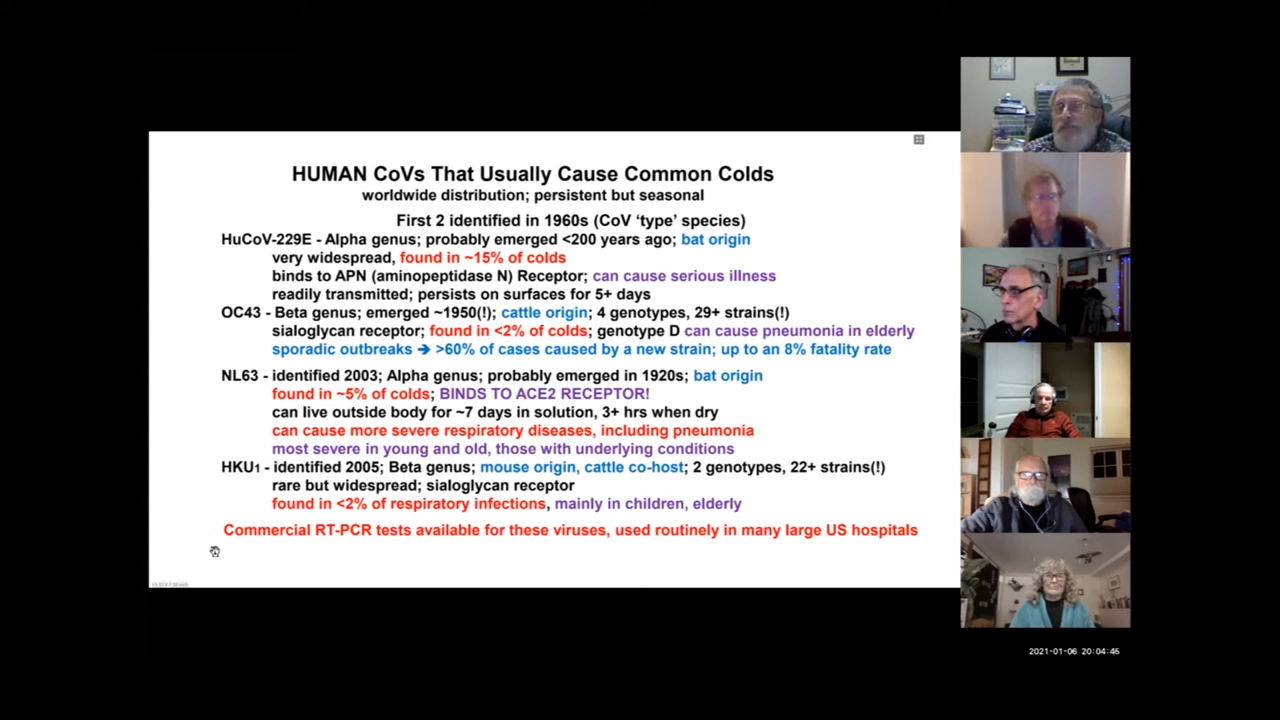 HUMAN CoVs That Usually Cause Common Colds
worldwide distribution; persistent but seasonal
First 2 identified in 1960s (CoV ‘type’ species)
HuCoV-229E - Alpha genus; probably emerged <200 years ago; bat origin
very widespread, found in ~15% of colds
binds to APN (aminopeptidase N) Receptor; can cause serious illness
readily transmitted; persists on surfaces for 5+ days
OC43 - Beta genus; emerged ~1950(!); cattle origin; 4 genotypes, 29+ strains(!)
sialoglycan receptor; found in <2% of colds; genotype D can cause pneumonia in elderly
sporadic outbreaks ➔ >60% of cases caused by a new strain; up to an 8% fatality rate
NL63 - identified 2003; Alpha genus; probably emerged in 1920s; bat origin
found in ~5% of colds; BINDS TO ACE2 RECEPTOR!
can live outside body for ~7 days in solution, 3+ hrs when dry
can cause more severe respiratory diseases, including pneumonia
most severe in young and old, those with underlying conditions
HKU1 - identified 2005; Beta genus; mouse origin, cattle co-host; 2 genotypes, 22+ strains(!)
rare but widespread; sialoglycan receptor
found in <2% of respiratory infections, mainly in children, elderly
Commercial RT-PCR tests available for these viruses, used routinely in many large US hospitals
2021-01-06 20:04:45